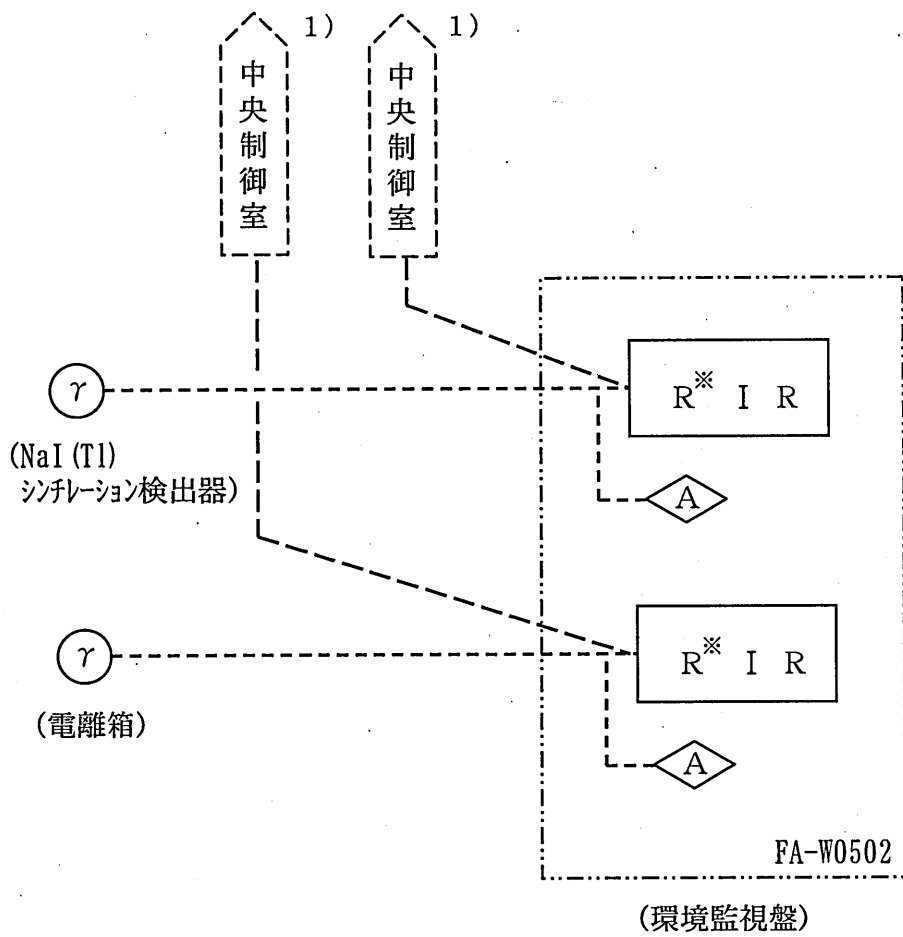 1)
1)
中央制御室
中央制御室
γ
R※ I R
(NaI(Tl)
シンチレーション検出器)
A
γ
R※ I R
(電離箱)
A
FA-W0502
(環境監視盤)